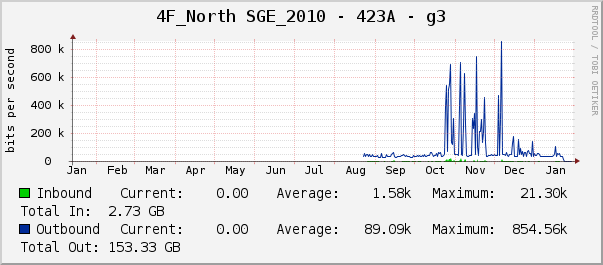 4F_North SGE_2010 - 423A - g3
RRDTOOL / TOBI OETIKER
bits per second
800 k
600 k
400 k
200 k
0
Jan Feb Mar Apr May Jun Jul Aug Sep Oct Nov Dec Jan
Inbound Current: 0.00 Average: 1.58k Maximum: 21.30k
Total In: 2.73 GB
Outbound Current: 0.00 Average: 89.09k Maximum: 854.56k
Total Out: 153.33 GB